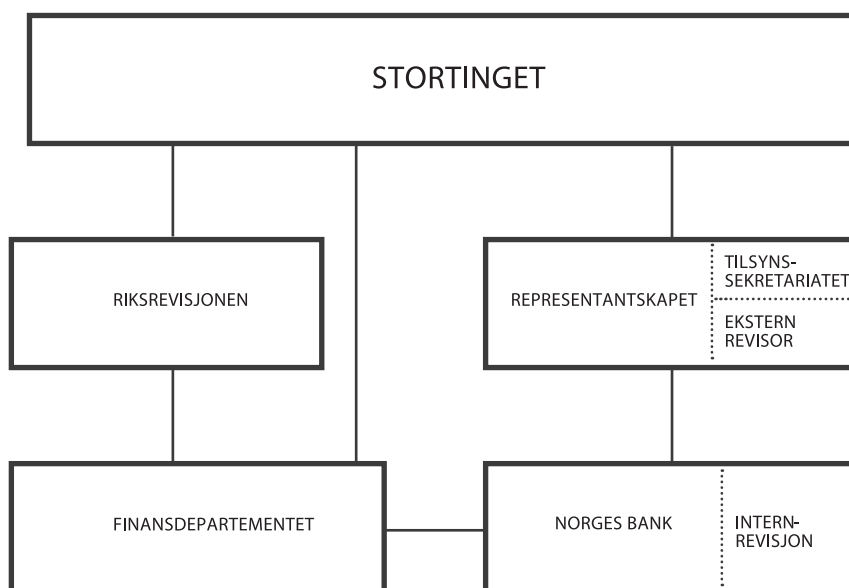 STORTINGET
RIKSREVISJONEN
REPRESENTANTSKAPET
TILSYNS-
SEKRETARIATET
EKSTERN
REVISOR
FINANSDEPARTEMENTET
NORGES BANK
INTERN-
REVISJON